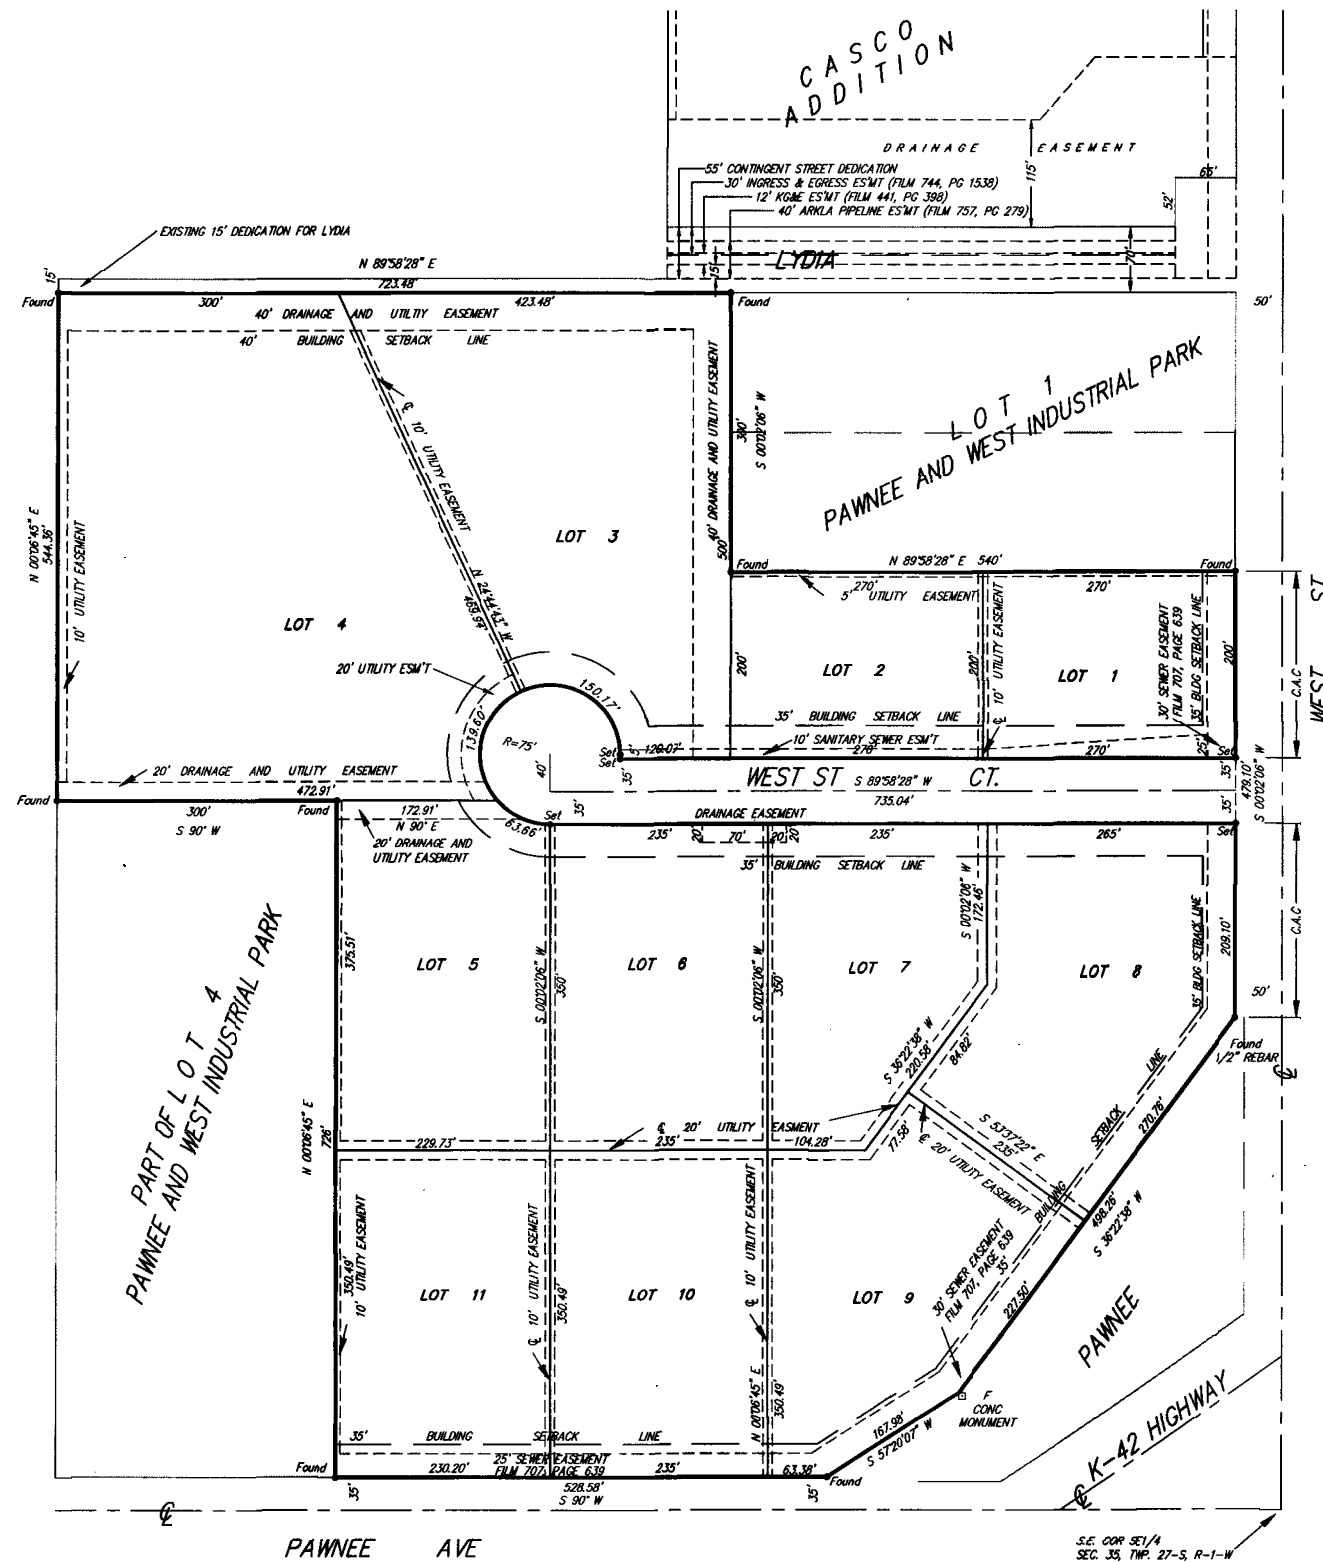 CASCO
ADDITION
DRAINAGE EASEMENT
115'
65'
52'
55' CONTINGENT STREET DEDICATION
30' INGRESS & EGRESS ES'MT (FILM 744, PG 1538)
12' KG&E ES'MT (FILM 441, PG 398)
40' ARKLA PIPELINE ES'MT (FILM 757, PG 279)
LYDIA
15'
70'
EXISTING 15' DEDICATION FOR LYDIA
15'
N 89°58'28" E
723.48'
Found
300'
423.48'
Found
50'
40' DRAINAGE AND UTILTIY EASEMENT
40' BUILDING SETBACK LINE
LOT 1
PAWNEE AND WEST INDUSTRIAL PARK
℄ 10' UTILITY EASEMENT
N 24°44'43" W
469.94'
40' DRAINAGE AND UTILITY EASEMENT
500'
300'
S 00°02'06" W
N 00°06'45" E
544.36'
10' UTILITY EASEMENT
LOT 3
LOT 4
Found
N 89°58'28" E 540'
Found
270'
270'
5' UTILITY EASEMENT
200'
LOT 2
200'
℄ 10' UTILITY EASEMENT
LOT 1
30' SEWER EASEMENT
FILM 707, PAGE 639
35' BLDG SETBACK LINE
200'
C.A.C
WEST ST
20' UTILITY ESM'T
150.17'
139.60'
R=75'
40'
35' BUILDING SETBACK LINE
10' SANITARY SEWER ESM'T
Set
Set
5'
120.07'
270'
270'
25'
Set
35'
35'
WEST ST CT.
S 89°58'28" W
735.04'
479.10'
S 00°02'06" W
20' DRAINAGE AND UTILITY EASEMENT
472.91'
Found
300'
S 90° W
Found
172.91'
N 90° E
63.66'
Set
35'
35'
20' DRAINAGE AND
UTILITY EASEMENT
DRAINAGE EASEMENT
235'
20'
70'
20'
20'
235'
265'
Set
35' BUILDING SETBACK LINE
PART OF LOT 4
PAWNEE AND WEST INDUSTRIAL PARK
375.51'
LOT 5
S 00°02'06" W
350'
LOT 6
S 00°02'06" W
350'
LOT 7
S 00°02'06" W
172.46'
LOT 8
35' BLDG SETBACK LINE
209.10'
C.A.C
50'
Found
1/2" REBAR
℄
S 36°22'38" W
220.58'
84.82'
N 00°06'45" E
726'
℄ 20' UTILITY EASMENT
229.73'
235'
104.28'
77.58'
S 53°37'22" E
235'
℄ 20' UTILITY EASEMENT
BUILDING SETBACK LINE
270.76'
498.26'
S 36°22'38" W
350.49'
10' UTILITY EASEMENT
LOT 11
℄ 10' UTILITY EASEMENT
350.49'
LOT 10
℄ 10' UTILITY EASEMENT
N 00°06'45" E
350.49'
LOT 9
30' SEWER EASEMENT
FILM 707, PAGE 639
35'
227.50'
PAWNEE
F
CONC
MONUMENT
K-42 HIGHWAY
℄
167.98'
S 57°20'07" W
35' BUILDING SETBACK LINE
25' SEWER EASEMENT
FILM 707, PAGE 639
Found
230.20'
235'
63.38'
Found
528.58'
S 90° W
35'
35'
℄
PAWNEE AVE
S.E. COR SE1/4
SEC. 35, TWP. 27-S, R-1-W